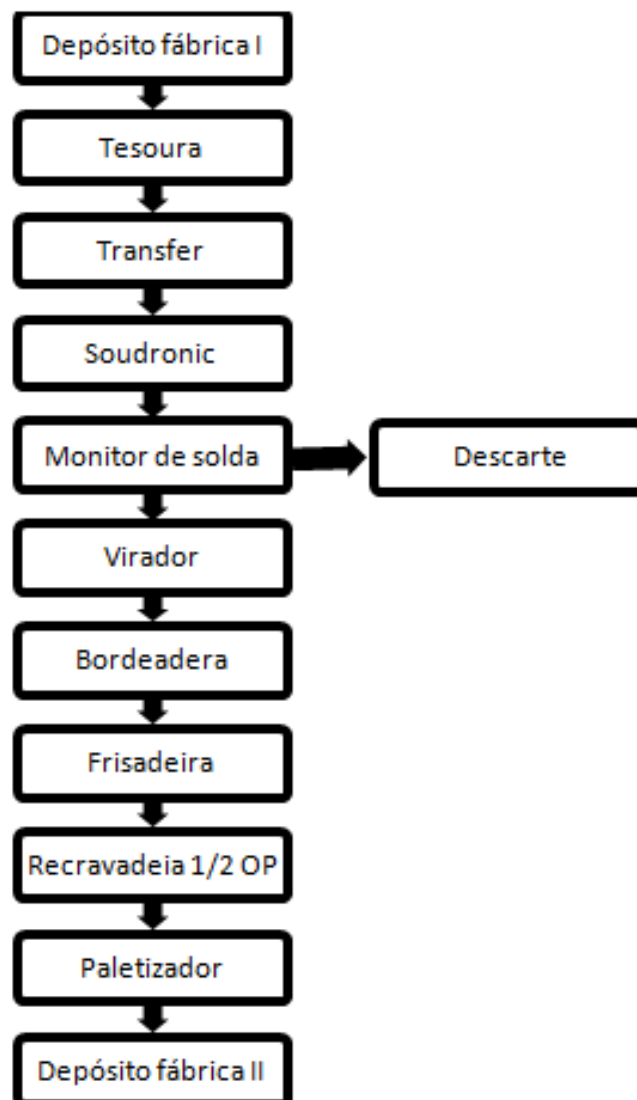 Depósito fábrica I
Tesoura
Transfer
Soudronic
Monitor de solda
Descarte
Virador
Bordeadera
Frisadeira
Recravadeia 1/2 OP
Paletizador
Depósito fábrica II